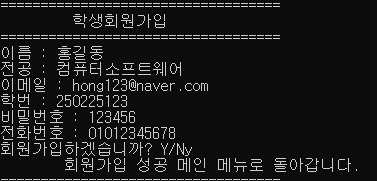 ===================================
학생회원가입
===================================
이름 : 홍길동
전공 : 컴퓨터소프트웨어
이메일 : hong123@naver.com
학번 : 250225123
비밀번호 : 123456
전화번호 : 01012345678
회원가입하겠습니까? Y/Ny
회원가입 성공 메인 메뉴로 돌아갑니다.
===================================